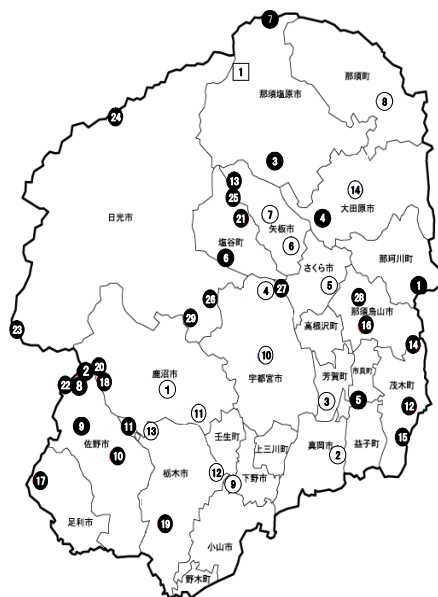 7
1
那須町
8
那須塩原市
24
3
13
14
25
大田原市
21
7
4
日光市
矢板市
塩谷町
6
那珂川町
6
さくら市
1
4
27
5
26
28
那須烏山市
29
16
高根沢町
23
14
10
20
2
鹿沼市
宇都宮市
芳賀町
市貝町
18
22
8
1
茂木町
3
5
12
11
9
11
13
壬生町
佐野市
上三川町
真岡市
益子町
15
10
2
栃木市
12
17
9
下野市
19
足利市
小山市
野木町